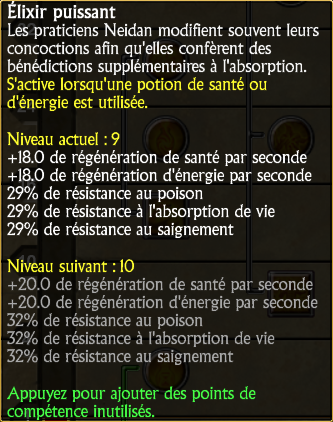 Élixir puissant
Les praticiens Neidan modifient souvent leurs
concoctions afin qu'elles confèrent des
bénédictions supplémentaires à l'absorption.
S'active lorsqu'une potion de santé ou
d'énergie est utilisée.
Niveau actuel : 9
+18.0 de régénération de santé par seconde
+18.0 de régénération d'énergie par seconde
29% de résistance au poison
29% de résistance à l'absorption de vie
29% de résistance au saignement
Niveau suivant : 10
+20.0 de régénération de santé par seconde
+20.0 de régénération d'énergie par seconde
32% de résistance au poison
32% de résistance à l'absorption de vie
32% de résistance au saignement
Appuyez pour ajouter des points de
compétence inutilisés.